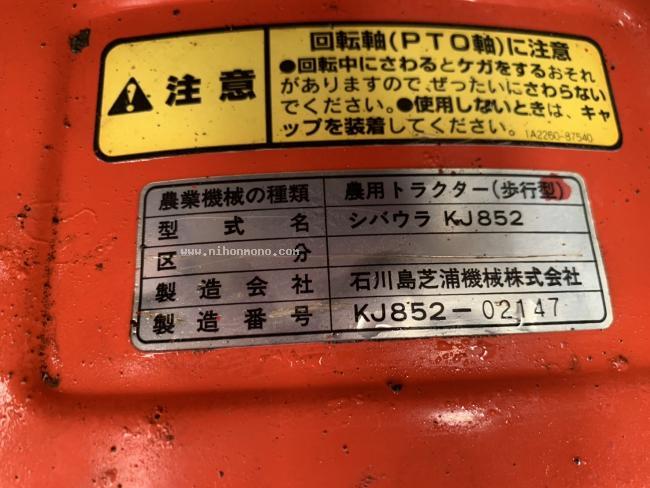 注意
回転軸(PTO軸)に注意
●回転中にさわるとケガをするおそれ
がありますので、ぜったいにさわらない
でください。●使用しないときは、キャ
ップを装着してください。 1A2260-87540
農業機械の種類 農用トラクター(歩行型)
型式名 シバウラ KJ852
区分
www.nihonmono.com
製造会社 石川島芝浦機械株式会社
製造番号 KJ852-02147